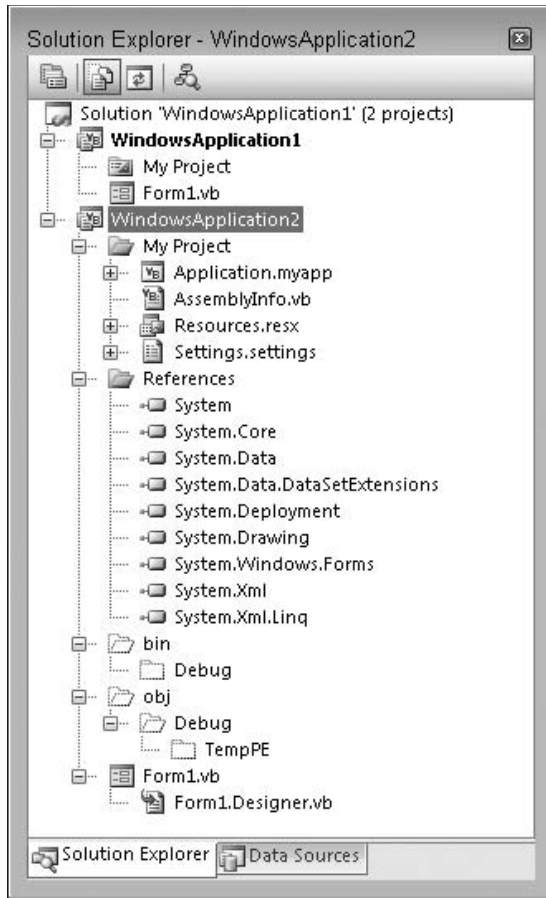 Solution Explorer - WindowsApplication2
Solution 'WindowsApplication1' (2 projects)
WindowsApplication1
My Project
Form1.vb
WindowsApplication2
My Project
Application.myapp
AssemblyInfo.vb
Resources.resx
Settings.settings
References
System
System.Core
System.Data
System.Data.DataSetExtensions
System.Deployment
System.Drawing
System.Windows.Forms
System.Xml
System.Xml.Linq
bin
Debug
obj
Debug
TempPE
Form1.vb
Form1.Designer.vb
Solution Explorer Data Sources